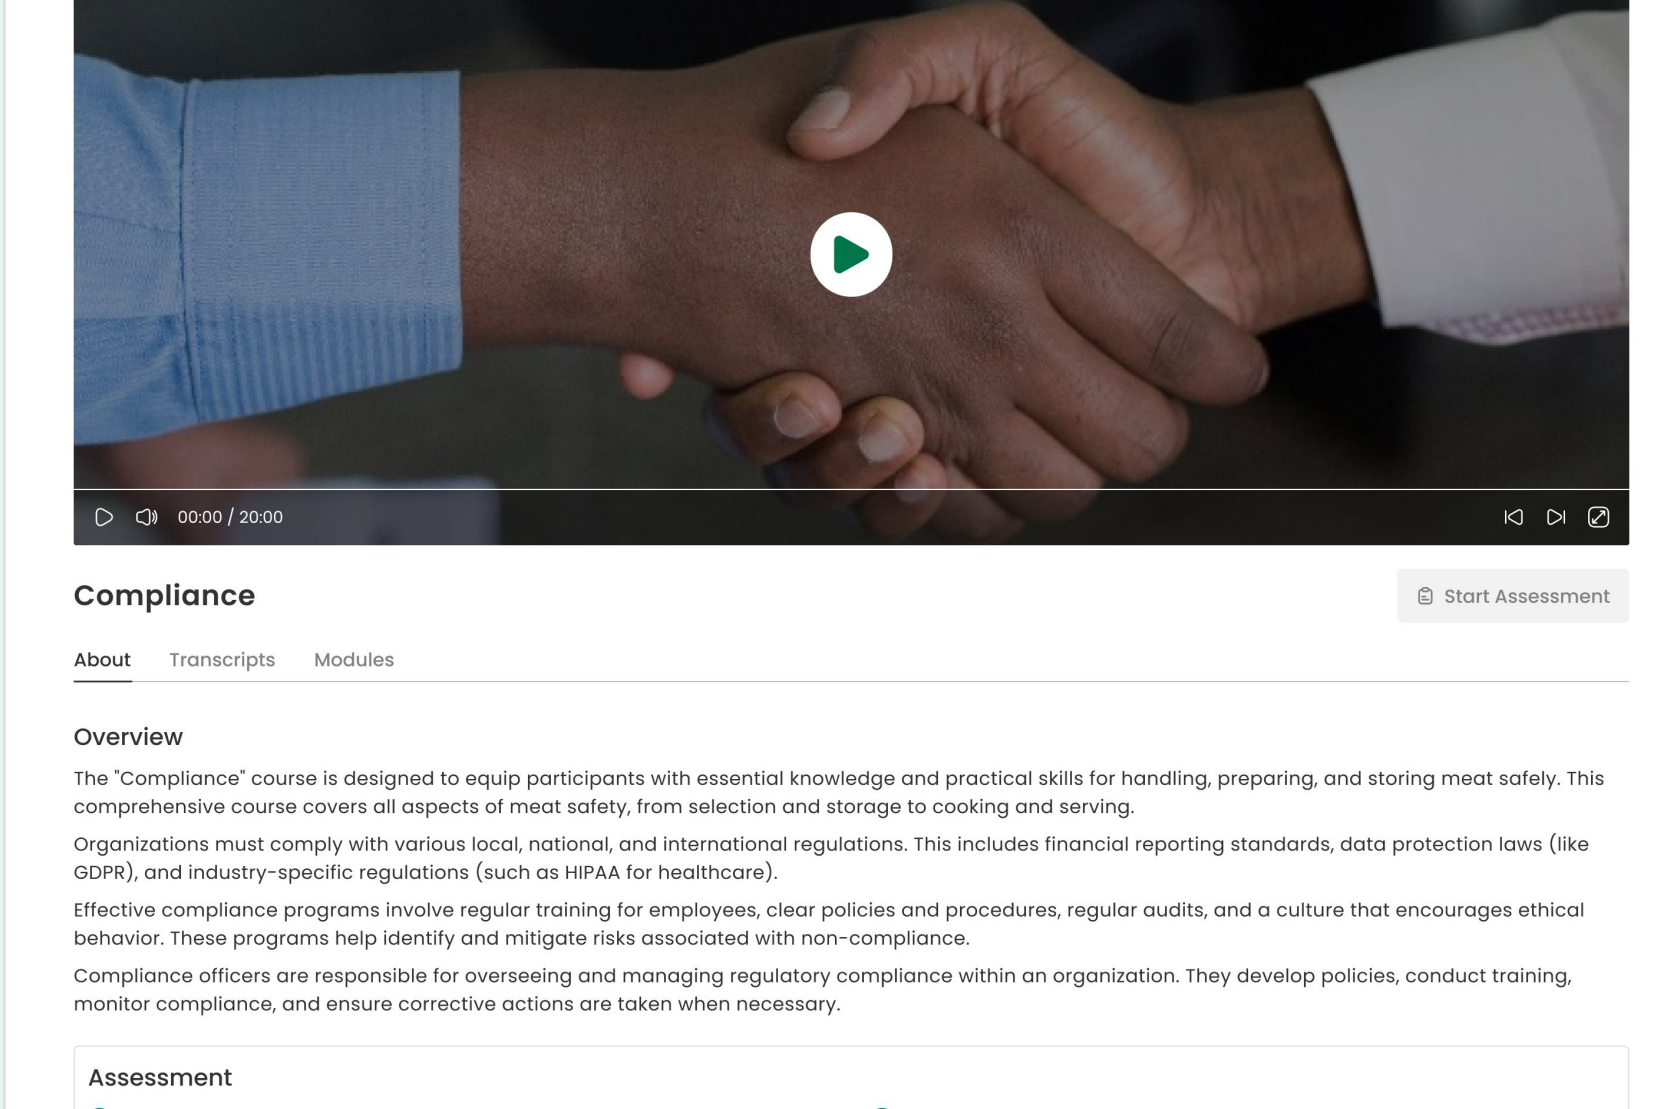 00:00 / 20:00
Compliance
Start Assessment
About
Transcripts
Modules
Overview
The "Compliance" course is designed to equip participants with essential knowledge and practical skills for handling, preparing, and storing meat safely. This
comprehensive course covers all aspects of meat safety, from selection and storage to cooking and serving.
Organizations must comply with various local, national, and international regulations. This includes financial reporting standards, data protection laws (like
GDPR), and industry-specific regulations (such as HIPAA for healthcare).
Effective compliance programs involve regular training for employees, clear policies and procedures, regular audits, and a culture that encourages ethical
behavior. These programs help identify and mitigate risks associated with non-compliance.
Compliance officers are responsible for overseeing and managing regulatory compliance within an organization. They develop policies, conduct training,
monitor compliance, and ensure corrective actions are taken when necessary.
Assessment